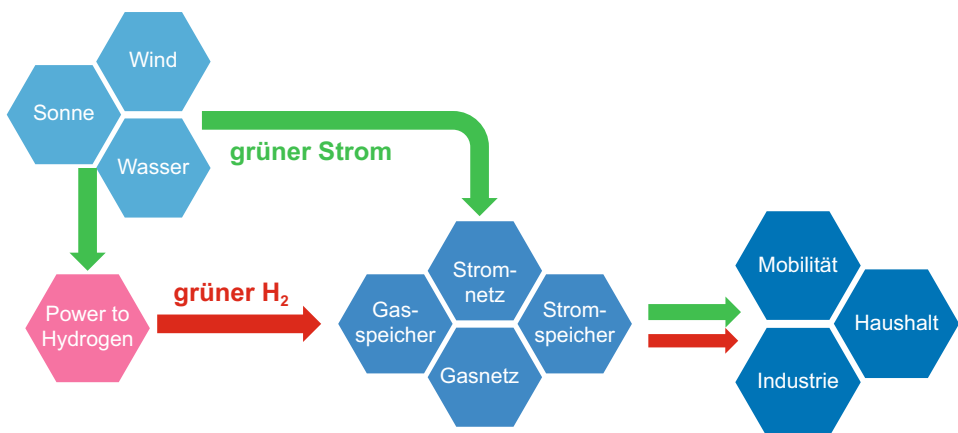 Wind
Sonne
Wasser
grüner Strom
Power to
Hydrogen
grüner H₂
Strom-
netz
Gas-
speicher
Strom-
speicher
Gasnetz
Mobilität
Haushalt
Industrie